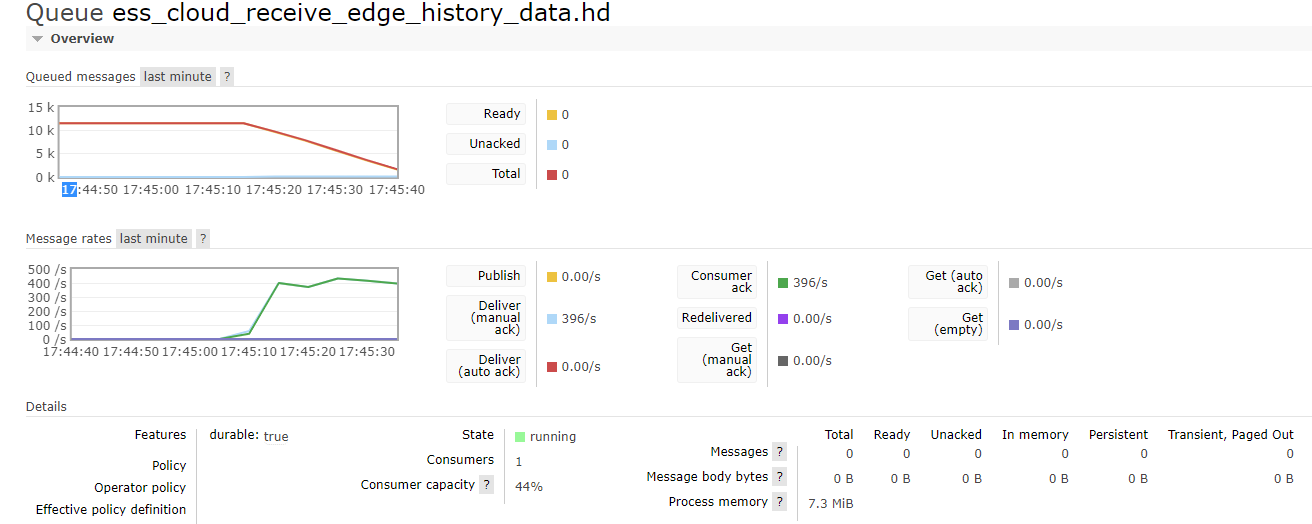 Queue ess_cloud_receive_edge_history_data.hd
Overview
Queued messages last minute ?
15 k
10 k
5 k
0 k
17:44:50 17:45:00 17:45:10 17:45:20 17:45:30 17:45:40
Ready 0
Unacked 0
Total 0
Message rates last minute ?
500 /s
400 /s
300 /s
200 /s
100 /s
0 /s
17:44:40 17:44:50 17:45:00 17:45:10 17:45:20 17:45:30
Publish 0.00/s
Deliver
(manual
ack)
396/s
Deliver
(auto ack)
0.00/s
Consumer
ack
396/s
Redelivered 0.00/s
Get
(manual
ack)
0.00/s
Get (auto
ack)
0.00/s
Get
(empty)
0.00/s
Details
Features durable: true
Policy
Operator policy
Effective policy definition
State running
Consumers 1
Consumer capacity ? 44%
Total Ready Unacked In memory Persistent Transient, Paged Out
Messages ? 0 0 0 0 0 0
Message body bytes ? 0 B 0 B 0 B 0 B 0 B 0 B
Process memory ? 7.3 MiB